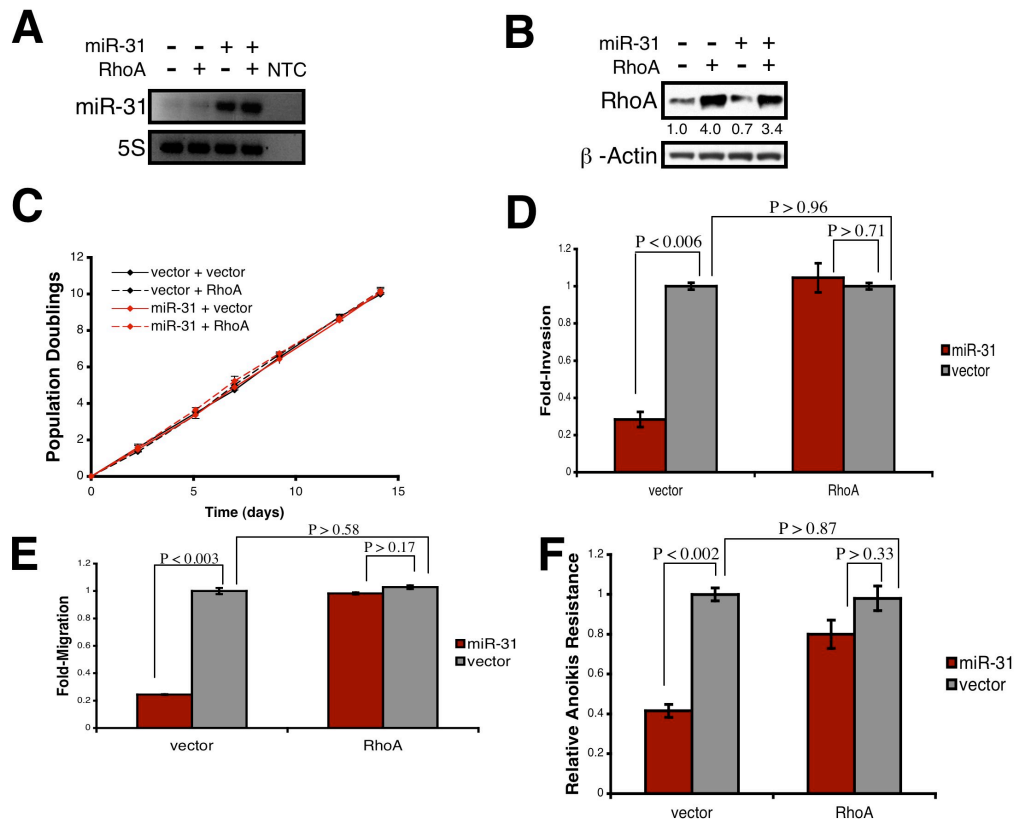 A
miR-31 - - + +
RhoA - + - + NTC
miR-31
5S
B
miR-31 - - + +
RhoA - + - +
RhoA
1.0 4.0 0.7 3.4
β -Actin
C
Population Doublings
12
10
8
6
4
2
0
0 5 10 15
Time (days)
vector + vector
vector + RhoA
miR-31 + vector
miR-31 + RhoA
D
P > 0.96
P < 0.006
P > 0.71
Fold-Invasion
1.2
1
0.8
0.6
0.4
0.2
0
vector RhoA
miR-31
vector
E
P > 0.58
P < 0.003
P > 0.17
Fold-Migration
1.2
1
0.8
0.6
0.4
0.2
0
vector RhoA
miR-31
vector
F
P > 0.87
P < 0.002
P > 0.33
Relative Anoikis Resistance
1.2
1
0.8
0.6
0.4
0.2
0
vector RhoA
miR-31
vector